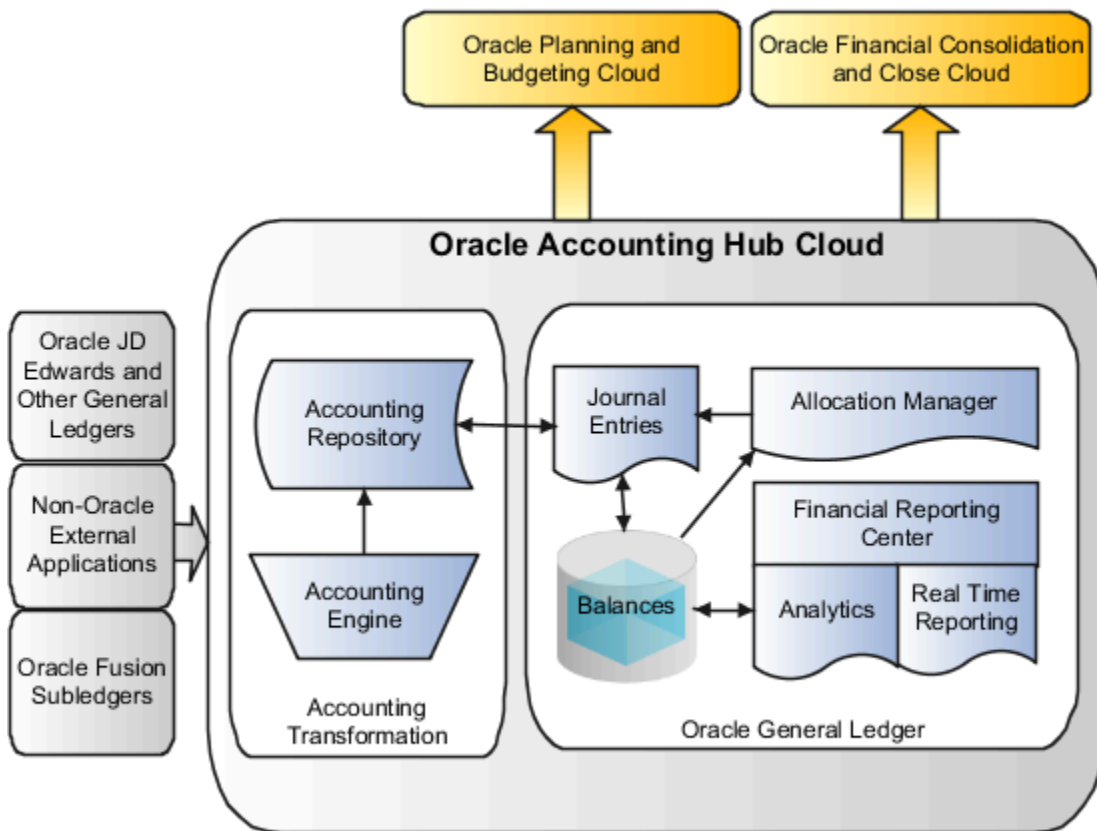 Oracle Planning and
Budgeting Cloud
Oracle Financial Consolidation
and Close Cloud
Oracle Accounting Hub Cloud
Oracle JD
Edwards and
Other General
Ledgers
Non-Oracle
External
Applications
Oracle Fusion
Subledgers
Accounting
Repository
Accounting
Engine
Accounting
Transformation
Journal
Entries
Allocation Manager
Financial Reporting
Center
Balances
Analytics
Real Time
Reporting
Oracle General Ledger